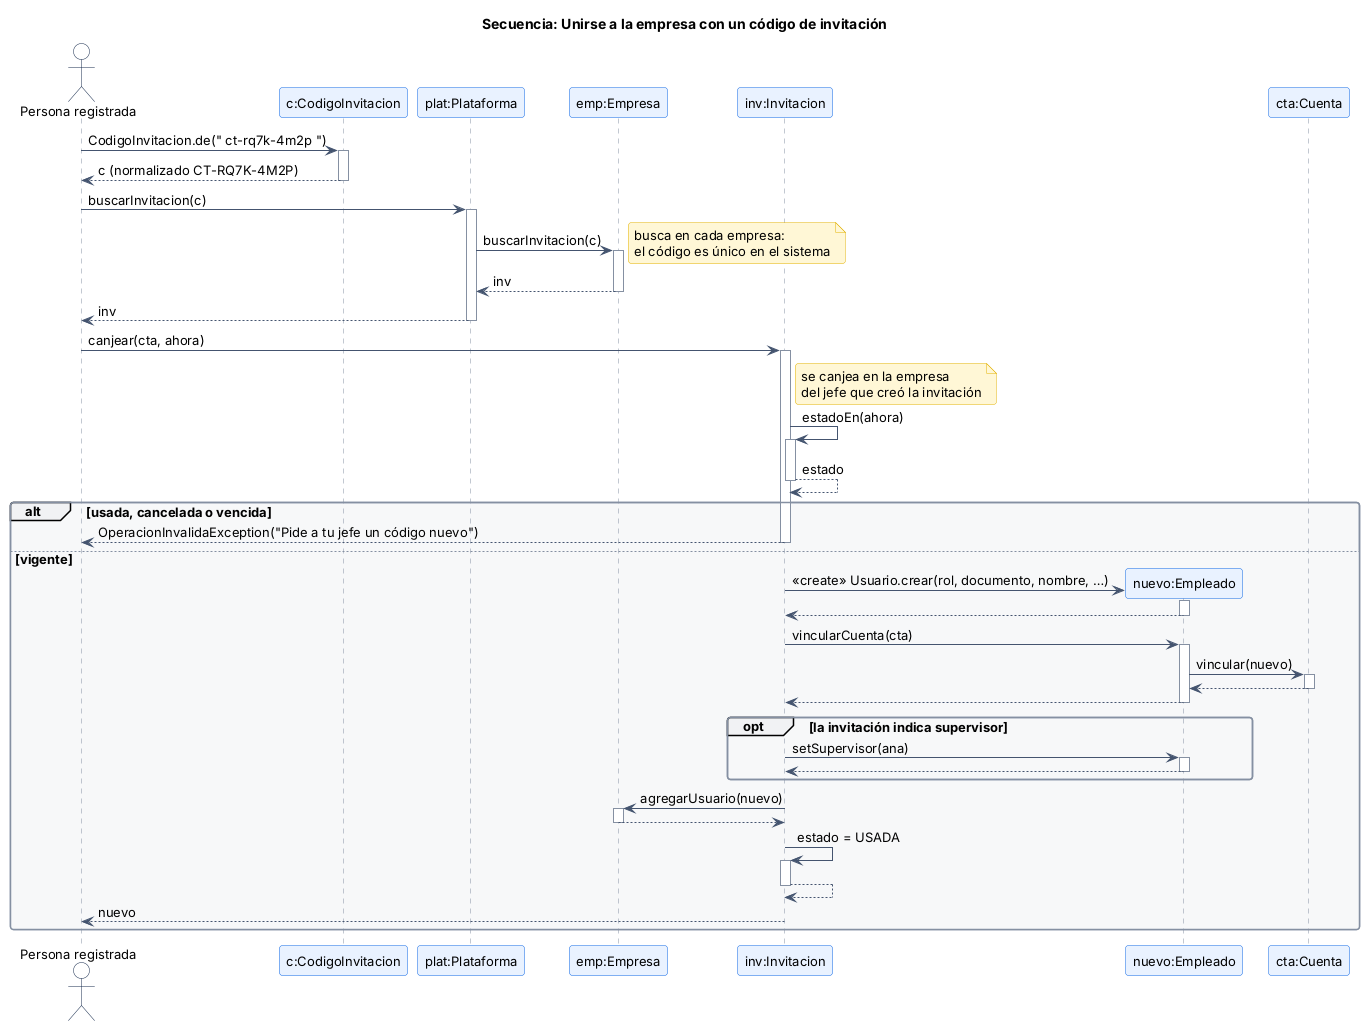 Secuencia: Unirse a la empresa con un código de invitación
Persona registrada
c:CodigoInvitacion
plat:Plataforma
emp:Empresa
inv:Invitacion
cta:Cuenta
CodigoInvitacion.de(" ct-rq7k-4m2p ")
c (normalizado CT-RQ7K-4M2P)
buscarInvitacion(c)
buscarInvitacion(c)
busca en cada empresa:
el código es único en el sistema
inv
inv
canjear(cta, ahora)
se canjea en la empresa
del jefe que creó la invitación
estadoEn(ahora)
estado
alt
[usada, cancelada o vencida]
OperacionInvalidaException("Pide a tu jefe un código nuevo")
[vigente]
«create» Usuario.crear(rol, documento, nombre, ...)
nuevo:Empleado
vincularCuenta(cta)
vincular(nuevo)
opt
[la invitación indica supervisor]
setSupervisor(ana)
agregarUsuario(nuevo)
estado = USADA
nuevo
Persona registrada
c:CodigoInvitacion
plat:Plataforma
emp:Empresa
inv:Invitacion
nuevo:Empleado
cta:Cuenta